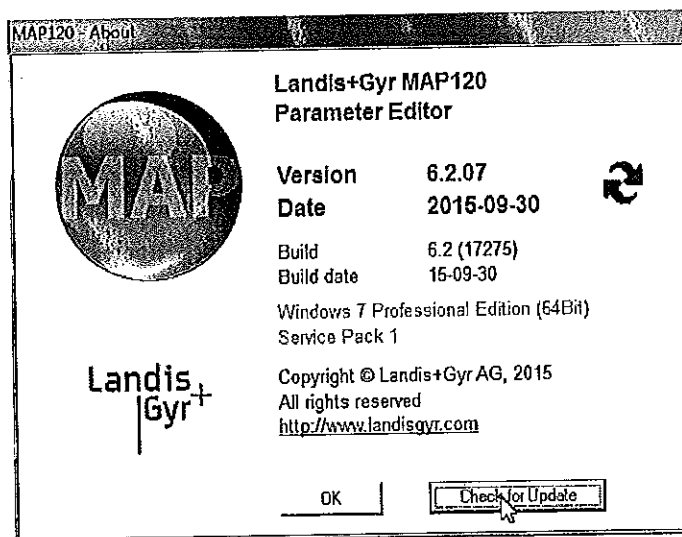 MAP120 - About
Landis+Gyr MAP120
Parameter Editor
MAP
Version 6.2.07
Date 2015-09-30
Build 6.2 (17275)
Build date 15-09-30
Windows 7 Professional Edition (64Bit)
Service Pack 1
Landis
Gyr+
Copyright © Landis+Gyr AG, 2015
All rights reserved
http://www.landisgyr.com
OK
Check for Update